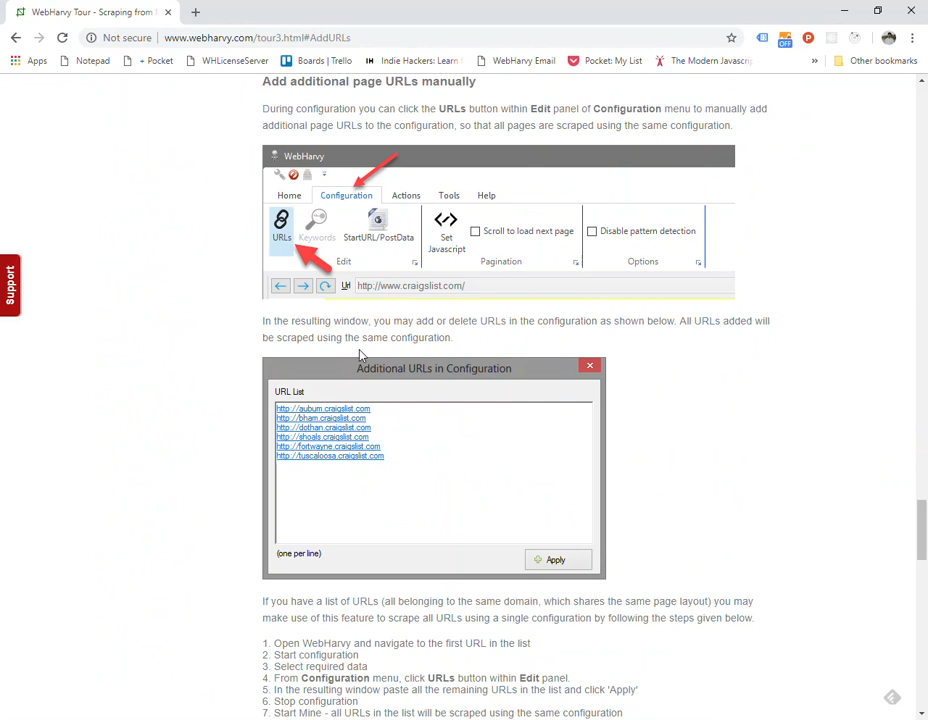 WebHarvy Tour - Scraping from
Not secure | www.webharvy.com/tour3.html#AddURLs
OFF
Apps Notepad + Pocket WHLicenseServer Boards | Trello IH Indie Hackers: Learn WebHarvy Email Pocket: My List The Modern Javascrip » Other bookmarks
Add additional page URLs manually
During configuration you can click the URLs button within Edit panel of Configuration menu to manually add
additional page URLs to the configuration, so that all pages are scraped using the same configuration.
WebHarvy
Home Configuration Actions Tools Help
URLs Keywords StartURL/PostData Set Javascript Scroll to load next page Disable pattern detection
Edit Pagination Options
Url http://www.craigslist.com/
Support
In the resulting window, you may add or delete URLs in the configuration as shown below. All URLs added will
be scraped using the same configuration.
Additional URLs in Configuration
URL List
http://auburn.craigslist.com
http://bham.craigslist.com
http://dothan.craigslist.com
http://shoals.craigslist.com
http://fortwayne.craigslist.com
http://tuscaloosa.craigslist.com
(one per line)
Apply
If you have a list of URLs (all belonging to the same domain, which shares the same page layout) you may
make use of this feature to scrape all URLs using a single configuration by following the steps given below.
1. Open WebHarvy and navigate to the first URL in the list
2. Start configuration
3. Select required data
4. From Configuration menu, click URLs button within Edit panel.
5. In the resulting window paste all the remaining URLs in the list and click 'Apply'
6. Stop configuration
7. Start Mine - all URLs in the list will be scraped using the same configuration